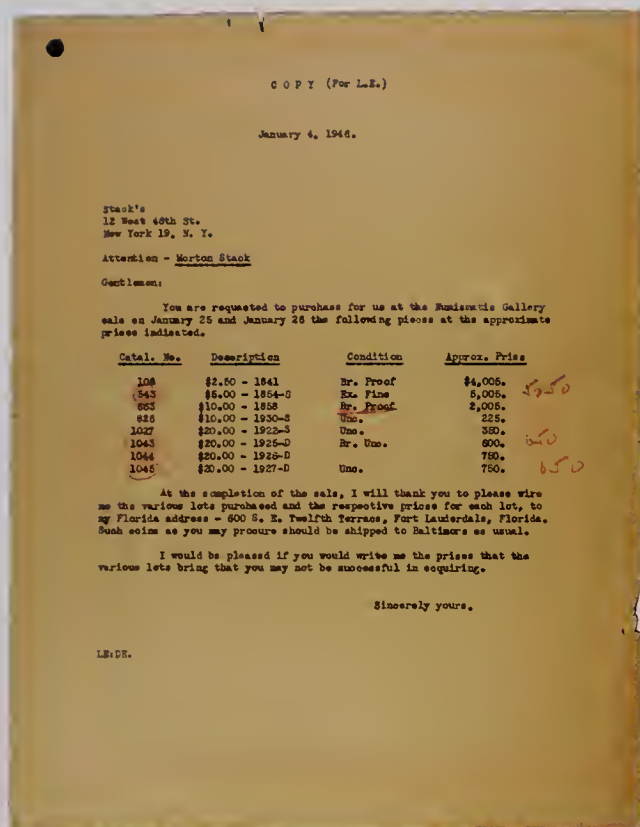 C O P Y (For L.E.)
January 4, 1946.
Stack's
12 West 46th St.
New York 19, N. Y.
Attention - Morton Stack
Gentlemen:
You are requested to purchase for us at the Numismatic Gallery
sale on January 25 and January 26 the following pieces at the approximate
prices indicated.
Catal. No. Description Condition Approx. Price
108 $2.50 - 1841 Br. Proof $4,005.
543 $5.00 - 1854-S Ex. Fine 5,005. 5250
663 $10.00 - 1858 Br. Proof 2,005.
826 $10.00 - 1930-S Unc. 225.
1027 $20.00 - 1922-S Unc. 350.
1043 $20.00 - 1925-D Br. Unc. 600. 650
1044 $20.00 - 1926-D 750.
1045 $20.00 - 1927-D Unc. 750. 650
At the completion of the sale, I will thank you to please wire
me the various lots purchased and the respective prices for each lot, to
my Florida address - 600 S. E. Twelfth Terrace, Fort Lauderdale, Florida.
Such coins as you may procure should be shipped to Baltimore as usual.
I would be pleased if you would write me the prices that the
various lots bring that you may not be successful in acquiring.
Sincerely yours,
LE:DE.